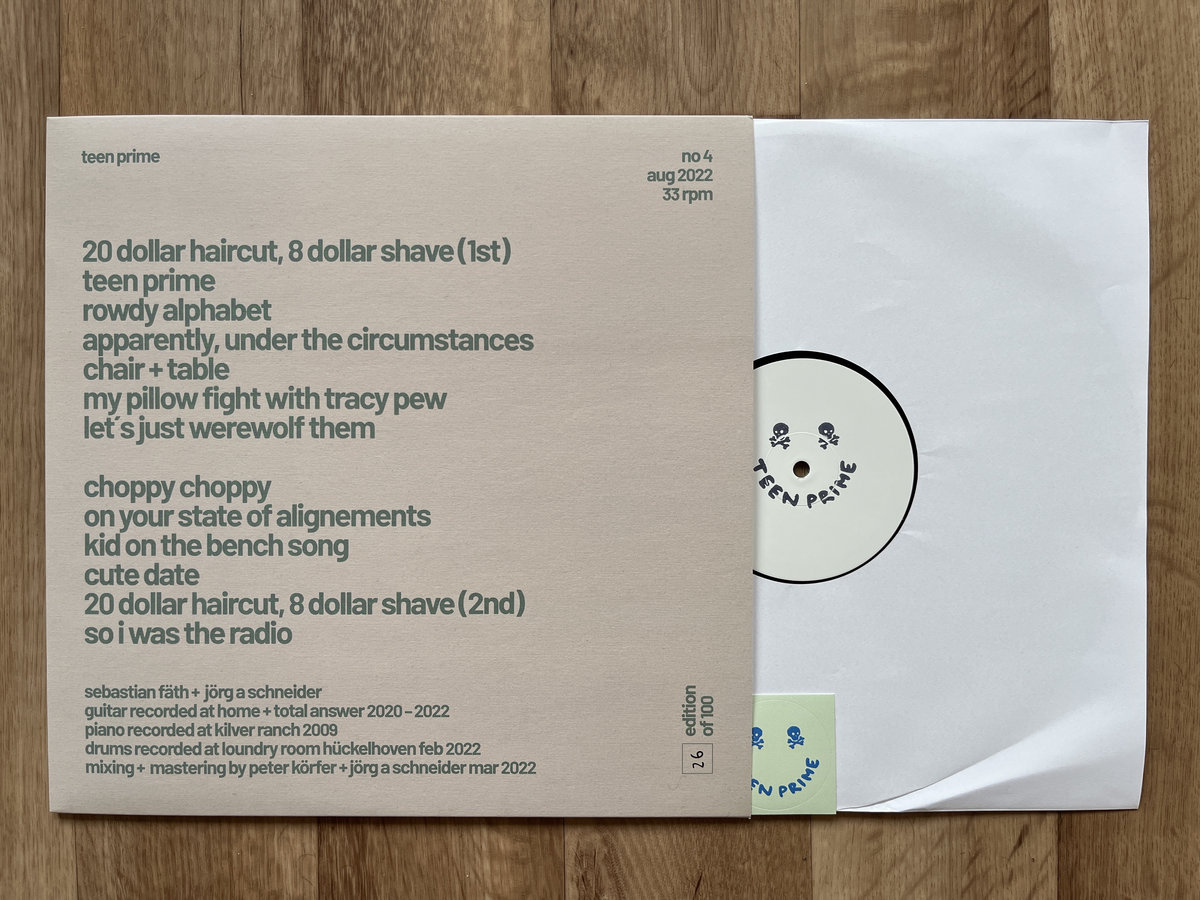 teen prime
no 4
aug 2022
33 rpm
20 dollar haircut, 8 dollar shave (1st)
teen prime
rowdy alphabet
apparently, under the circumstances
chair + table
my pillow fight with tracy pew
let´s just werewolf them
choppy choppy
on your state of alignements
kid on the bench song
cute date
20 dollar haircut, 8 dollar shave (2nd)
so i was the radio
sebastian fäth + jörg a schneider
guitar recorded at home + total answer 2020 – 2022
piano recorded at kilver ranch 2009
drums recorded at loundry room hückelhoven feb 2022
mixing + mastering by peter körfer + jörg a schneider mar 2022
edition
of 100
26
TEEN PRIME
EN PRIME